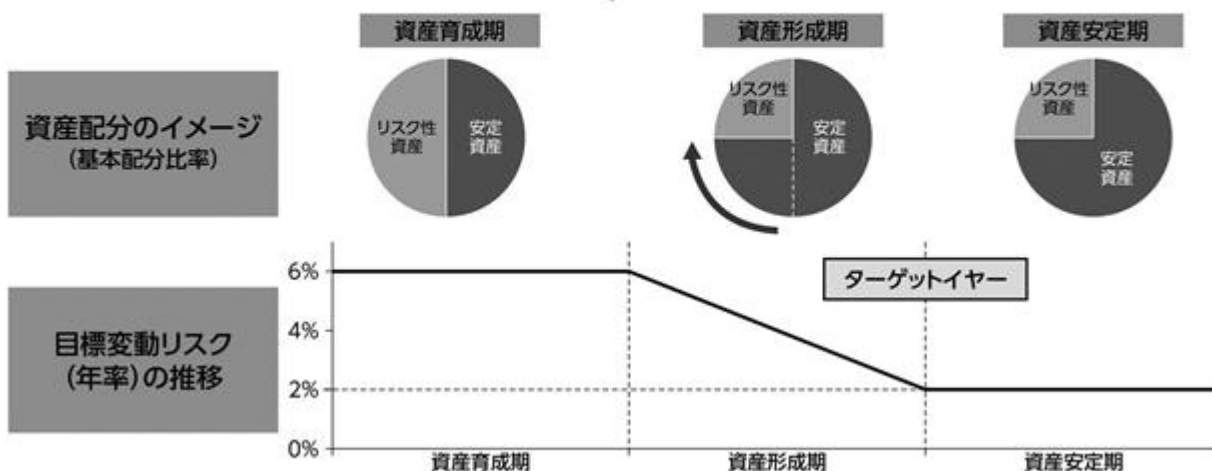 資産育成期
資産形成期
資産安定期
資産配分のイメージ
(基本配分比率)
リスク性
資産
安定
資産
リスク性
資産
安定
資産
リスク性
資産
安定
資産
目標変動リスク
(年率)の推移
6%
4%
2%
0%
ターゲットイヤー
資産育成期
資産形成期
資産安定期